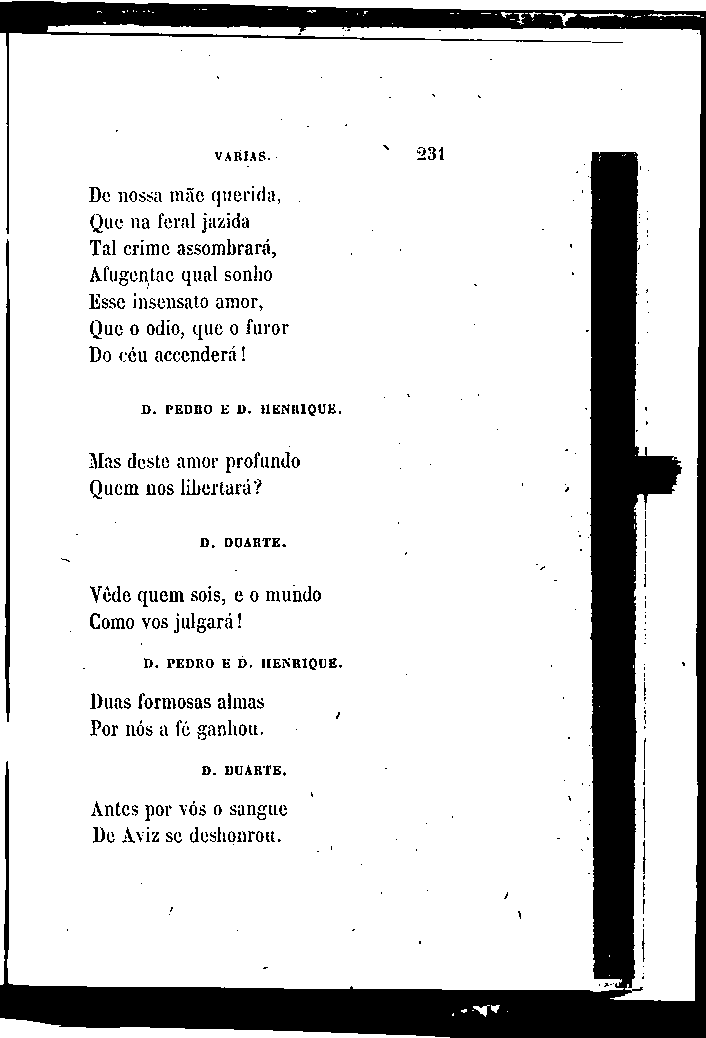 VARIAS. 231
De nossa mãe querida,
Que na feral jazida
Tal crime assombrará,
Afugentae qual sonho
Esse insensato amor,
Que o odio, que o furor
Do céu accenderá!
D. PEDRO E D. HENRIQUE.
Mas deste amor profundo
Quem nos libertará?
D. DUARTE.
Vêde quem sois, e o mundo
Como vos julgará!
D. PEDRO E D. HENRIQUE.
Duas formosas almas
Por nós a fé ganhou.
D. DUARTE.
Antes por vós o sangue
De Aviz se deshonrou.